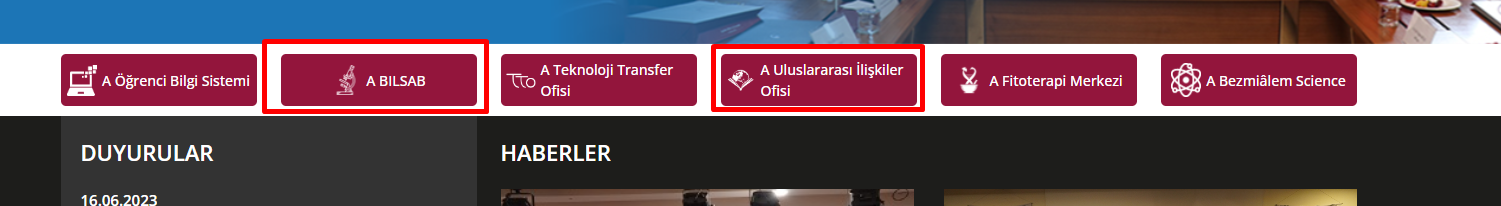 A Öğrenci Bilgi Sistemi
A BILSAB
TTO
A Teknoloji Transfer
Ofisi
A Uluslararası İlişkiler
Ofisi
A Fitoterapi Merkezi
A Bezmiâlem Science
DUYURULAR
HABERLER
16.06.2023